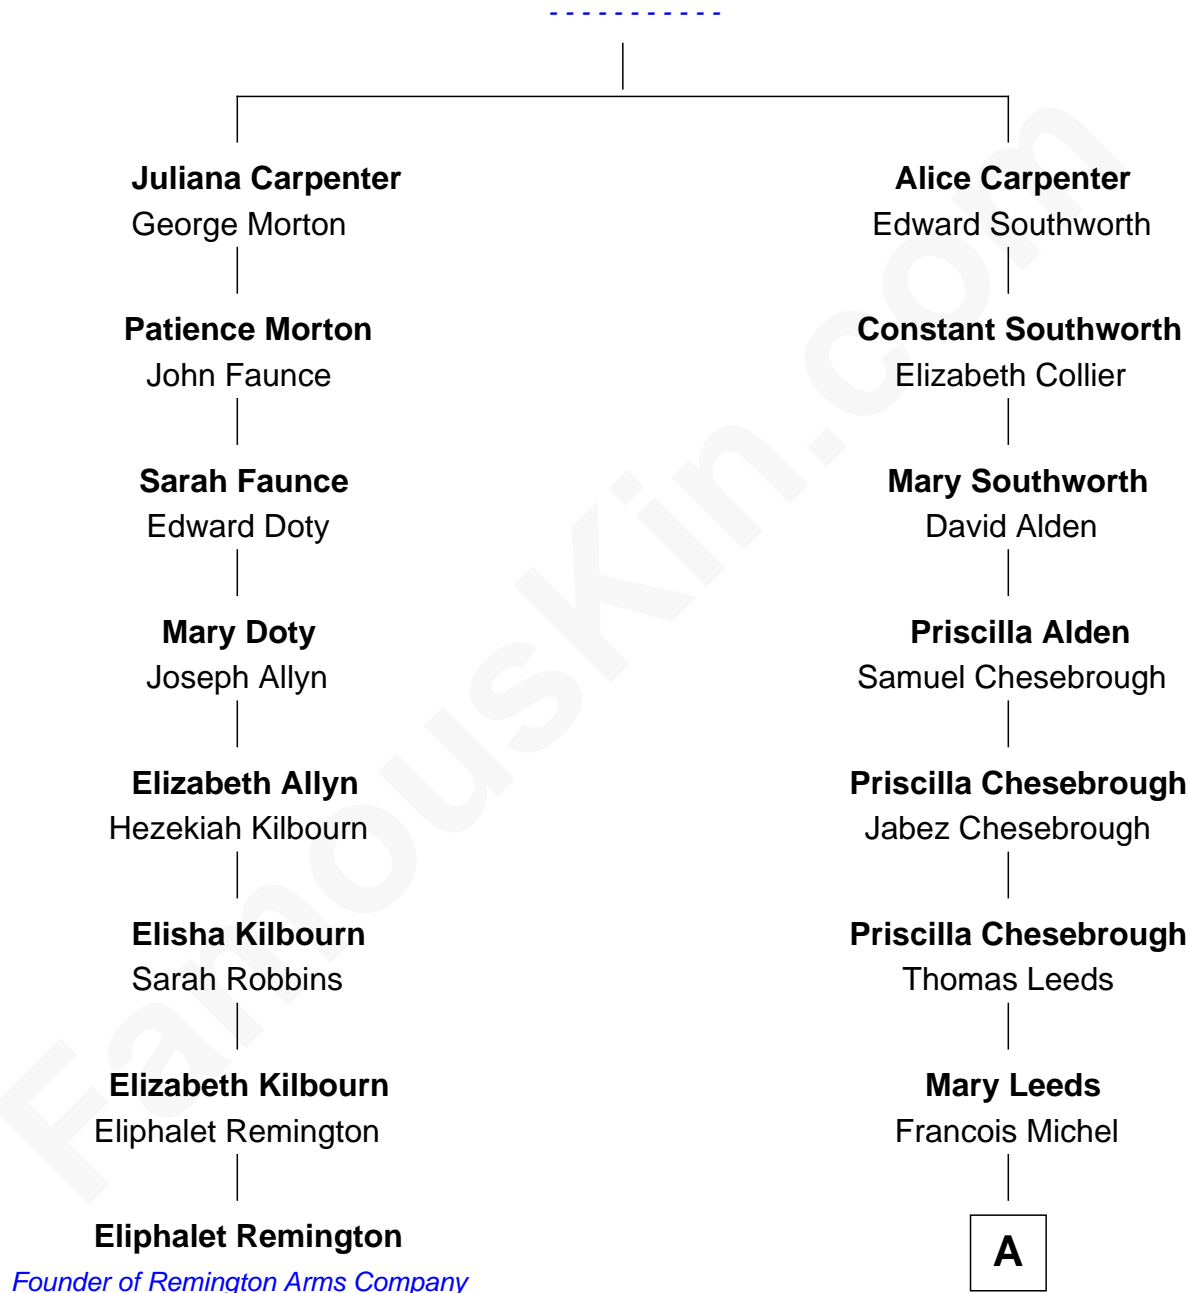 - - - - - - - - - - -
Juliana Carpenter
George Morton
Alice Carpenter
Edward Southworth
Patience Morton
John Faunce
Constant Southworth
Elizabeth Collier
Sarah Faunce
Edward Doty
Mary Southworth
David Alden
Mary Doty
Joseph Allyn
Priscilla Alden
Samuel Chesebrough
Elizabeth Allyn
Hezekiah Kilbourn
Priscilla Chesebrough
Jabez Chesebrough
Elisha Kilbourn
Sarah Robbins
Priscilla Chesebrough
Thomas Leeds
Elizabeth Kilbourn
Eliphalet Remington
Mary Leeds
Francois Michel
Eliphalet Remington
Founder of Remington Arms Company
A
FamousKin.com